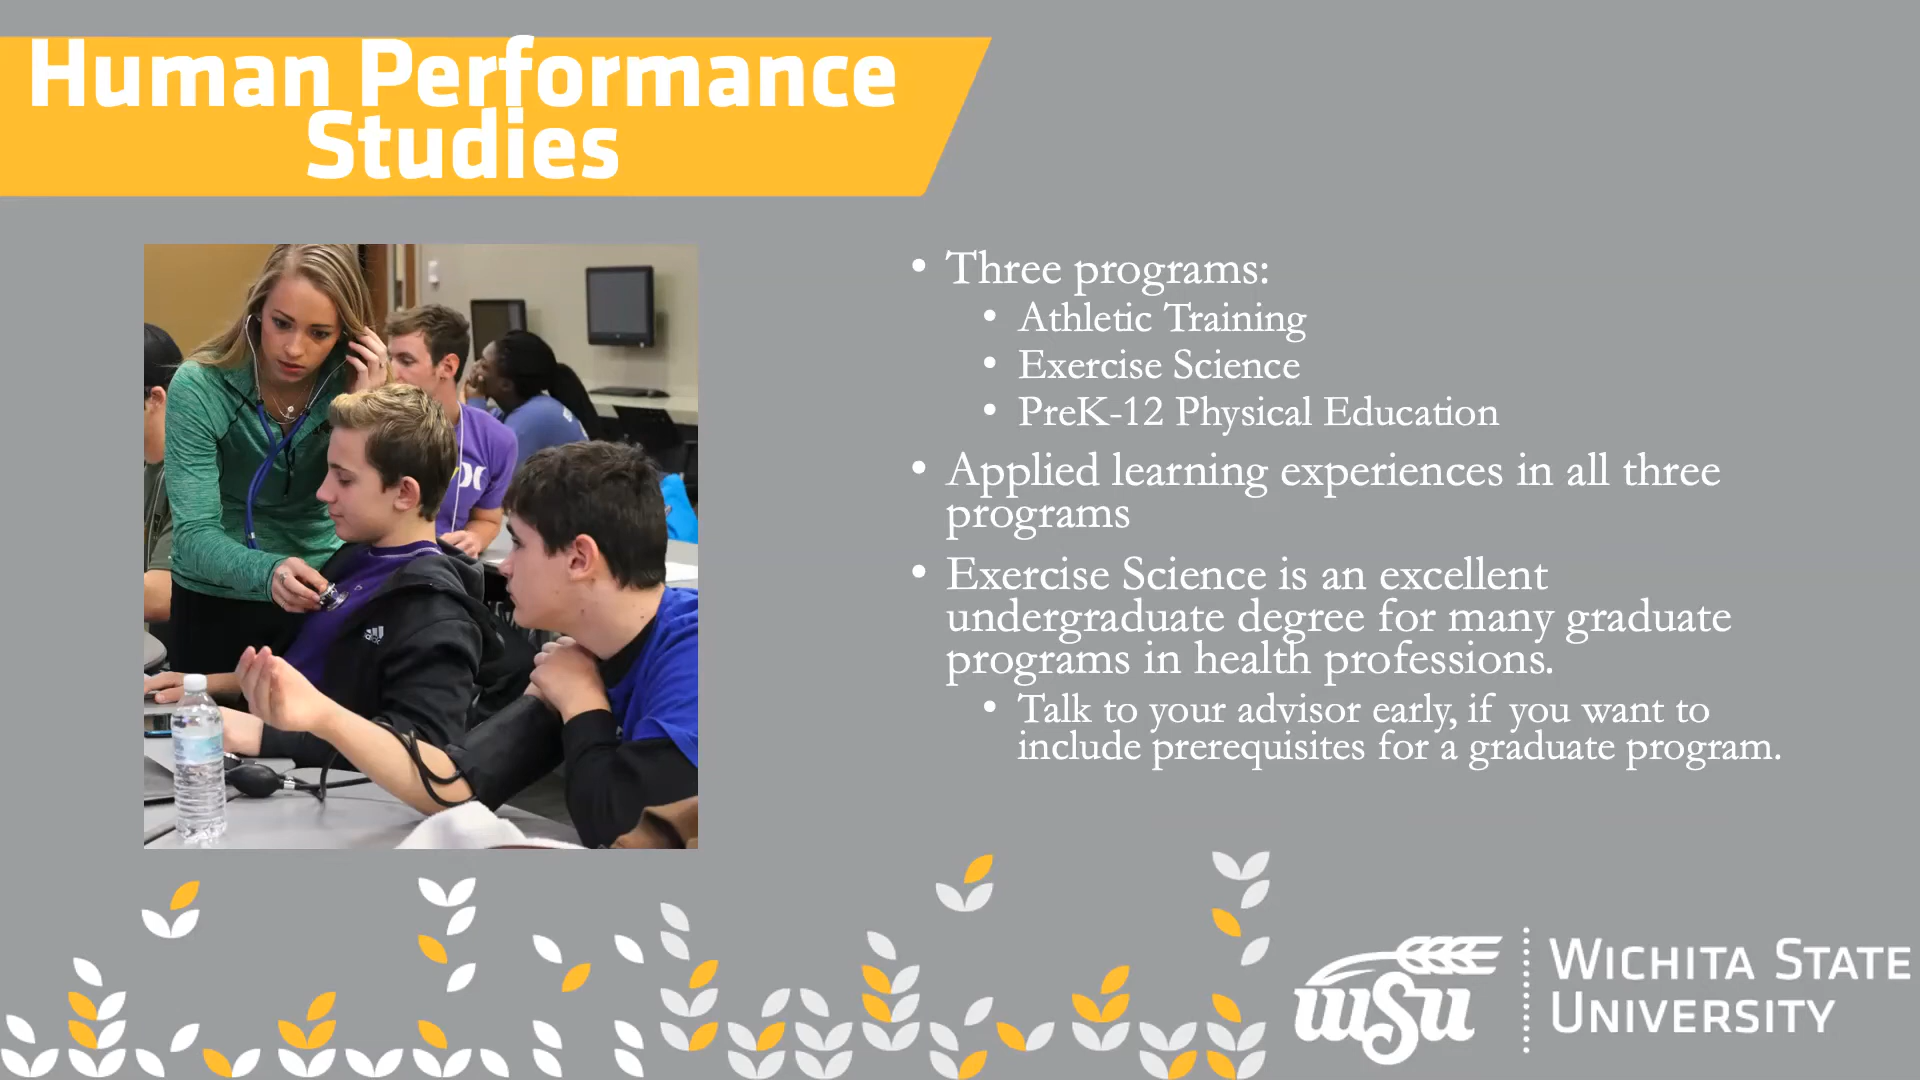 Human Performance
Studies
• Three programs:
• Athletic Training
• Exercise Science
• PreK-12 Physical Education
• Applied learning experiences in all three
programs
• Exercise Science is an excellent
undergraduate degree for many graduate
programs in health professions.
• Talk to your advisor early, if you want to
include prerequisites for a graduate program.
WSU
WICHITA STATE
UNIVERSITY